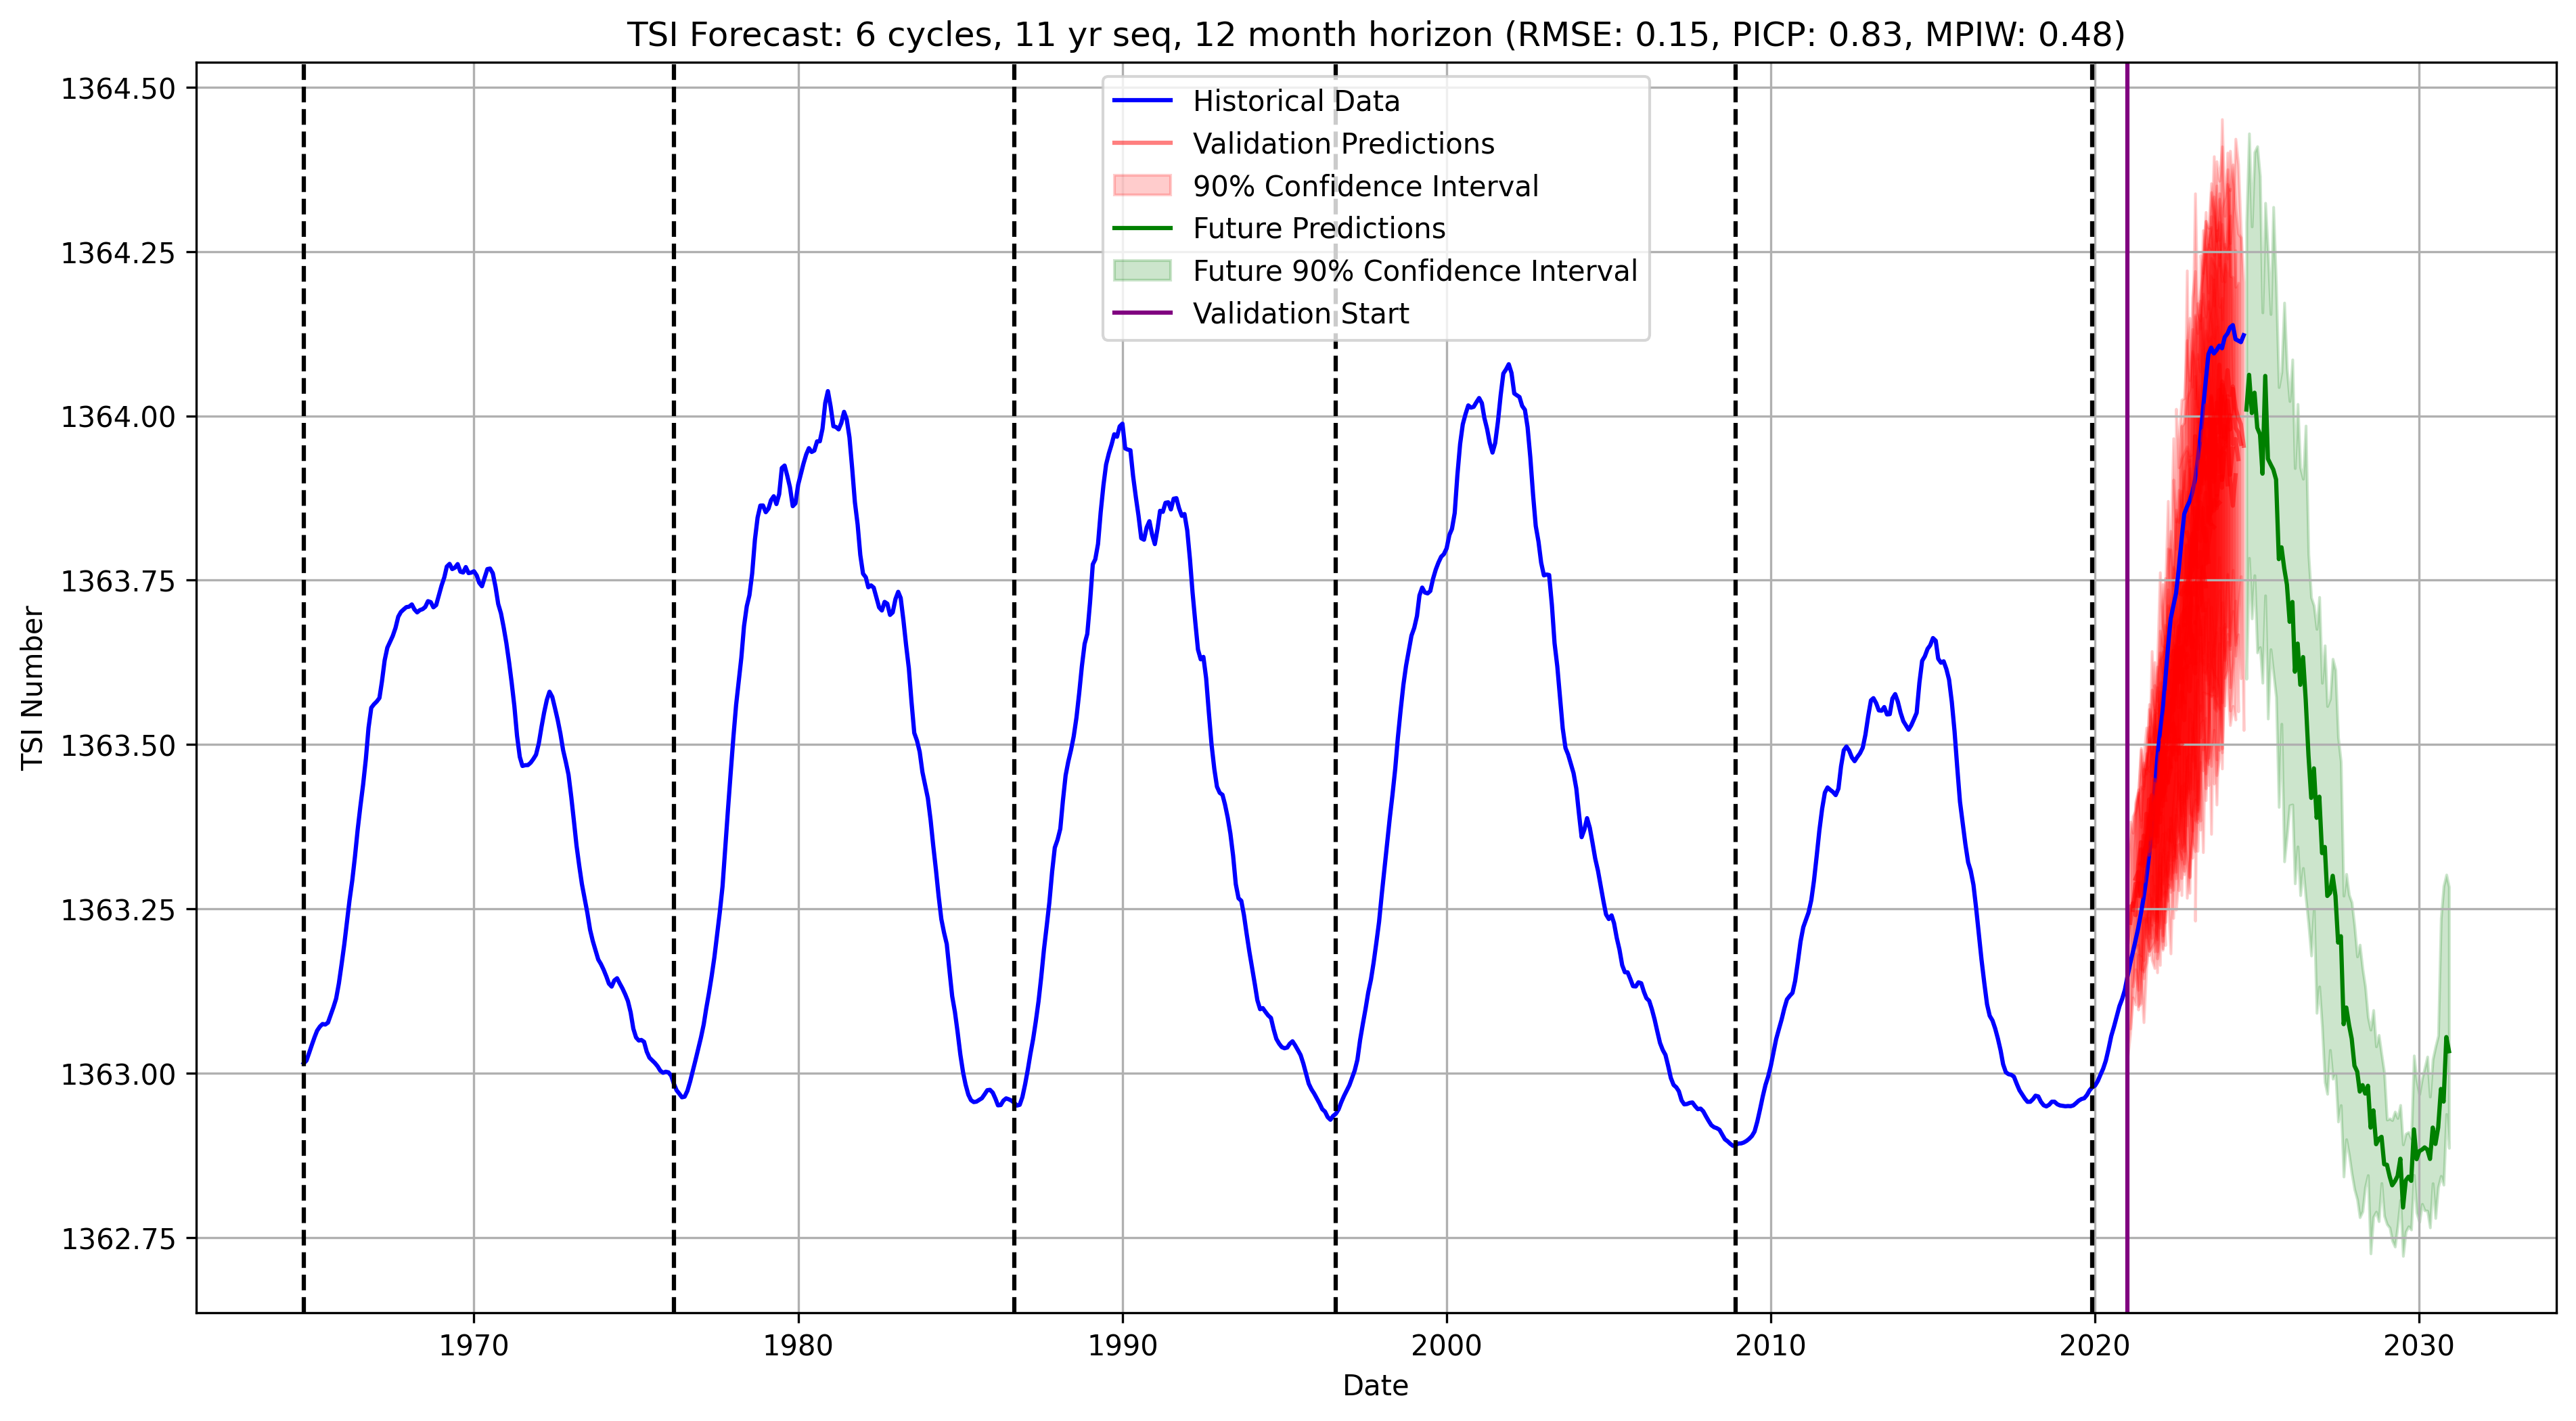 TSI Forecast: 6 cycles, 11 yr seq, 12 month horizon (RMSE: 0.15, PICP: 0.83, MPIW: 0.48)
1364.50
1364.25
1364.00
1363.75
1363.50
1363.25
1363.00
1362.75
TSI Number
Historical Data
Validation Predictions
90% Confidence Interval
Future Predictions
Future 90% Confidence Interval
Validation Start
1970 1980 1990 2000 2010 2020 2030
Date